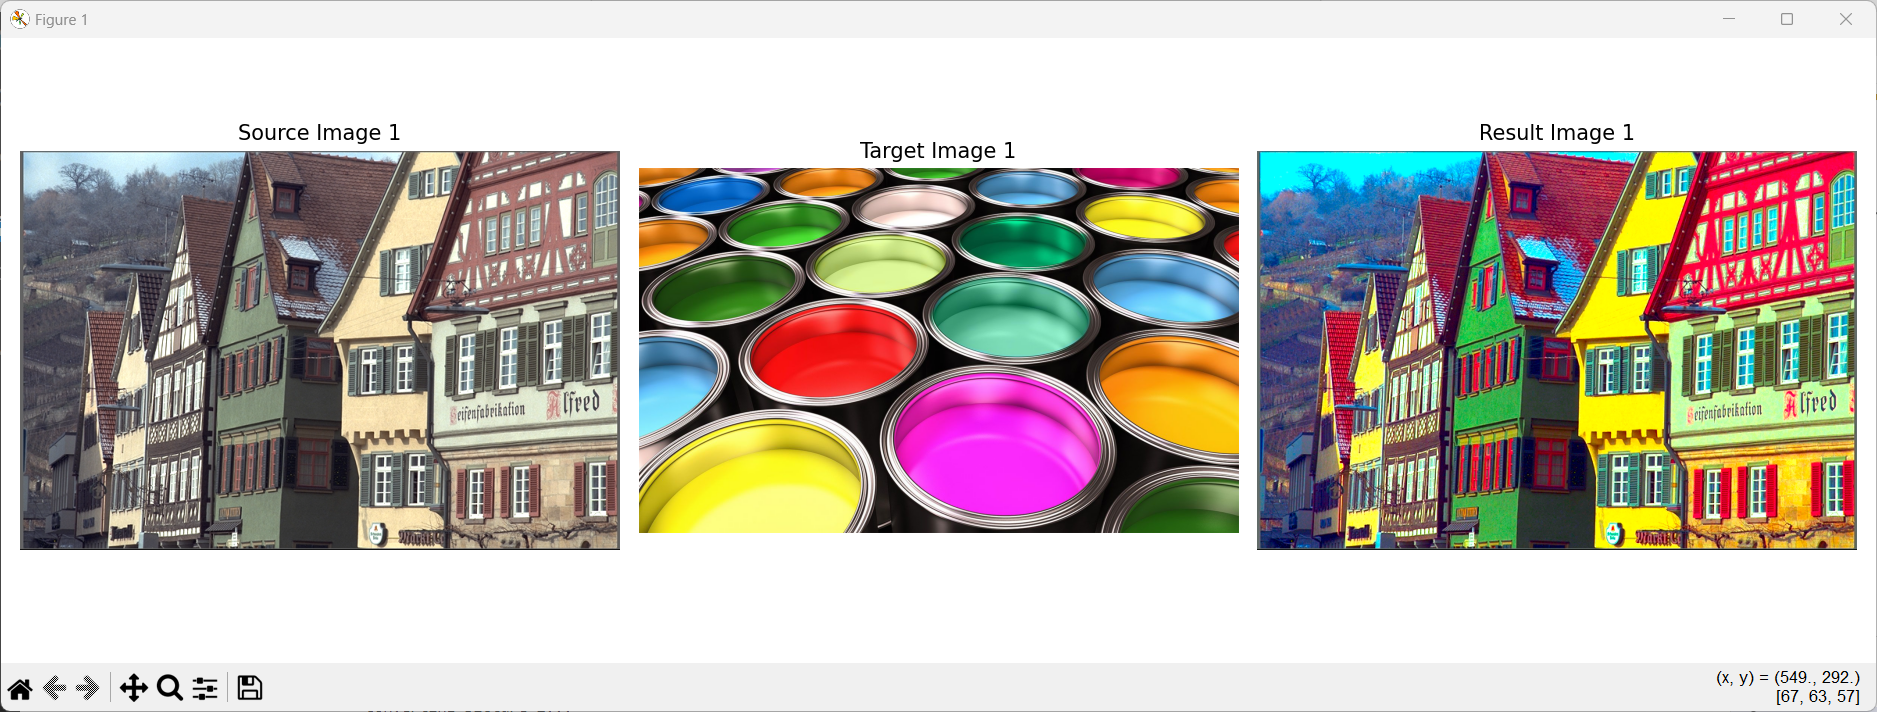 Figure 1
Source Image 1
Target Image 1
Result Image 1
Seifenfabrikation
Alfred
Seifenfabrikation
Alfred
(x, y) = (549., 292.)
[67, 63, 57]